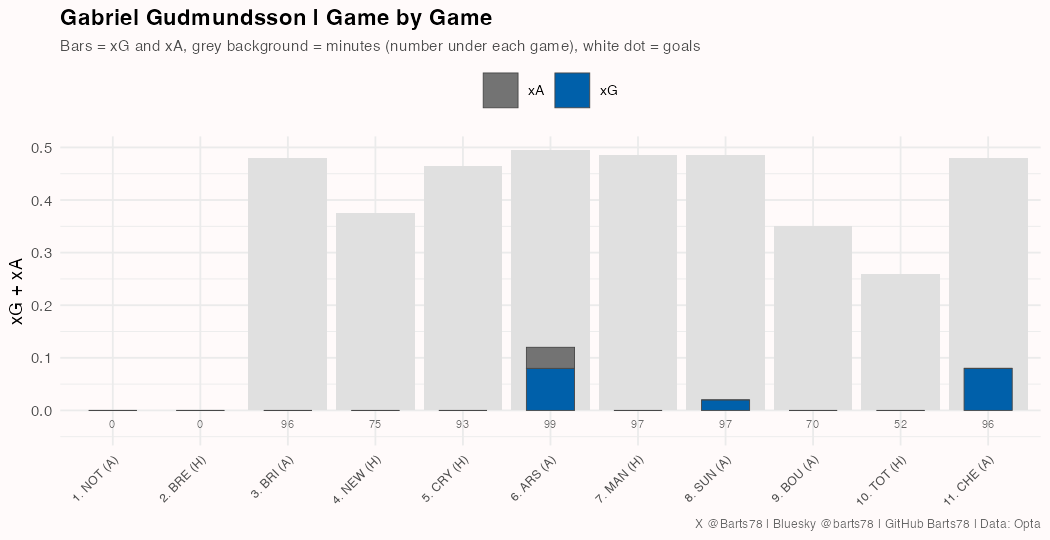 Gabriel Gudmundsson | Game by Game
Bars = xG and xA, grey background = minutes (number under each game), white dot = goals
xA xG
xG + xA
0.5
0.4
0.3
0.2
0.1
0.0
0 0 96 75 93 99 97 97 70 52 96
1. NOT (A) 2. BRE (H) 3. BRI (A) 4. NEW (H) 5. CRY (H) 6. ARS (A) 7. MAN (H) 8. SUN (A) 9. BOU (A) 10. TOT (H) 11. CHE (A)
X @Barts78 | Bluesky @barts78 | GitHub Barts78 | Data: Opta